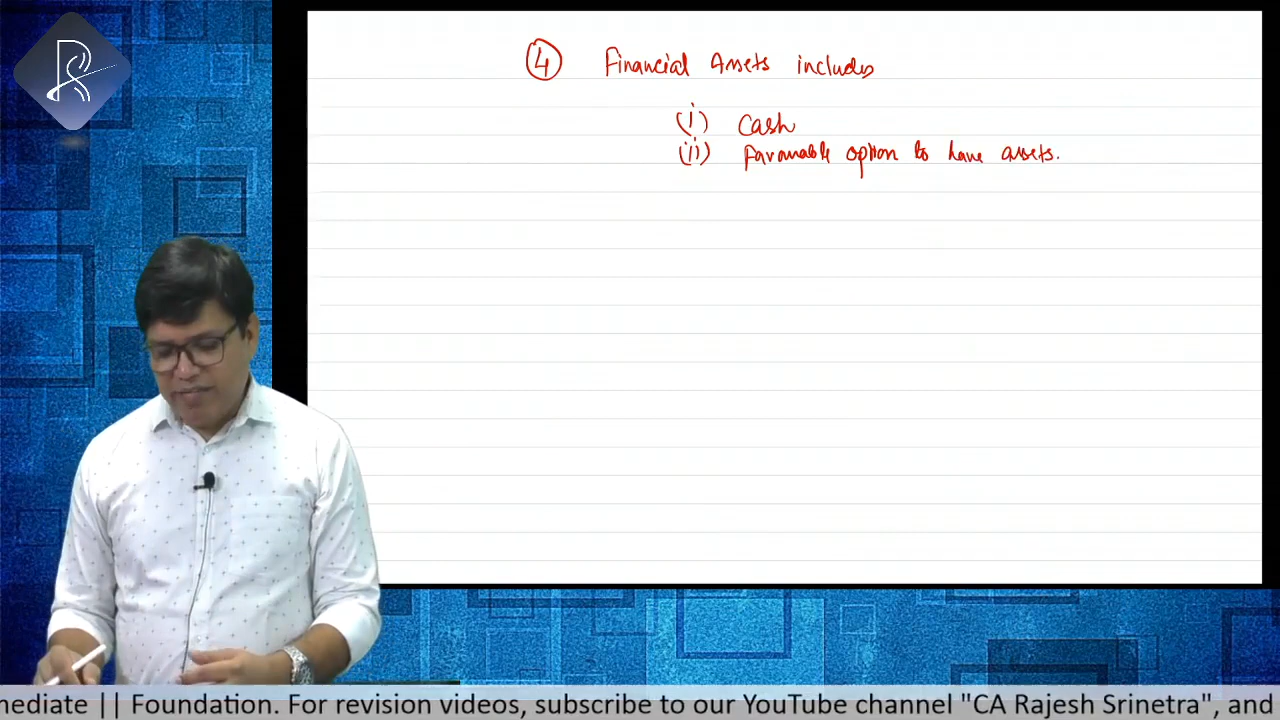 ④ Financial Assets includes
(i) Cash
(ii) favourable option to have assets.
mediate || Foundation. For revision videos, subscribe to our YouTube channel "CA Rajesh Srinetra", and